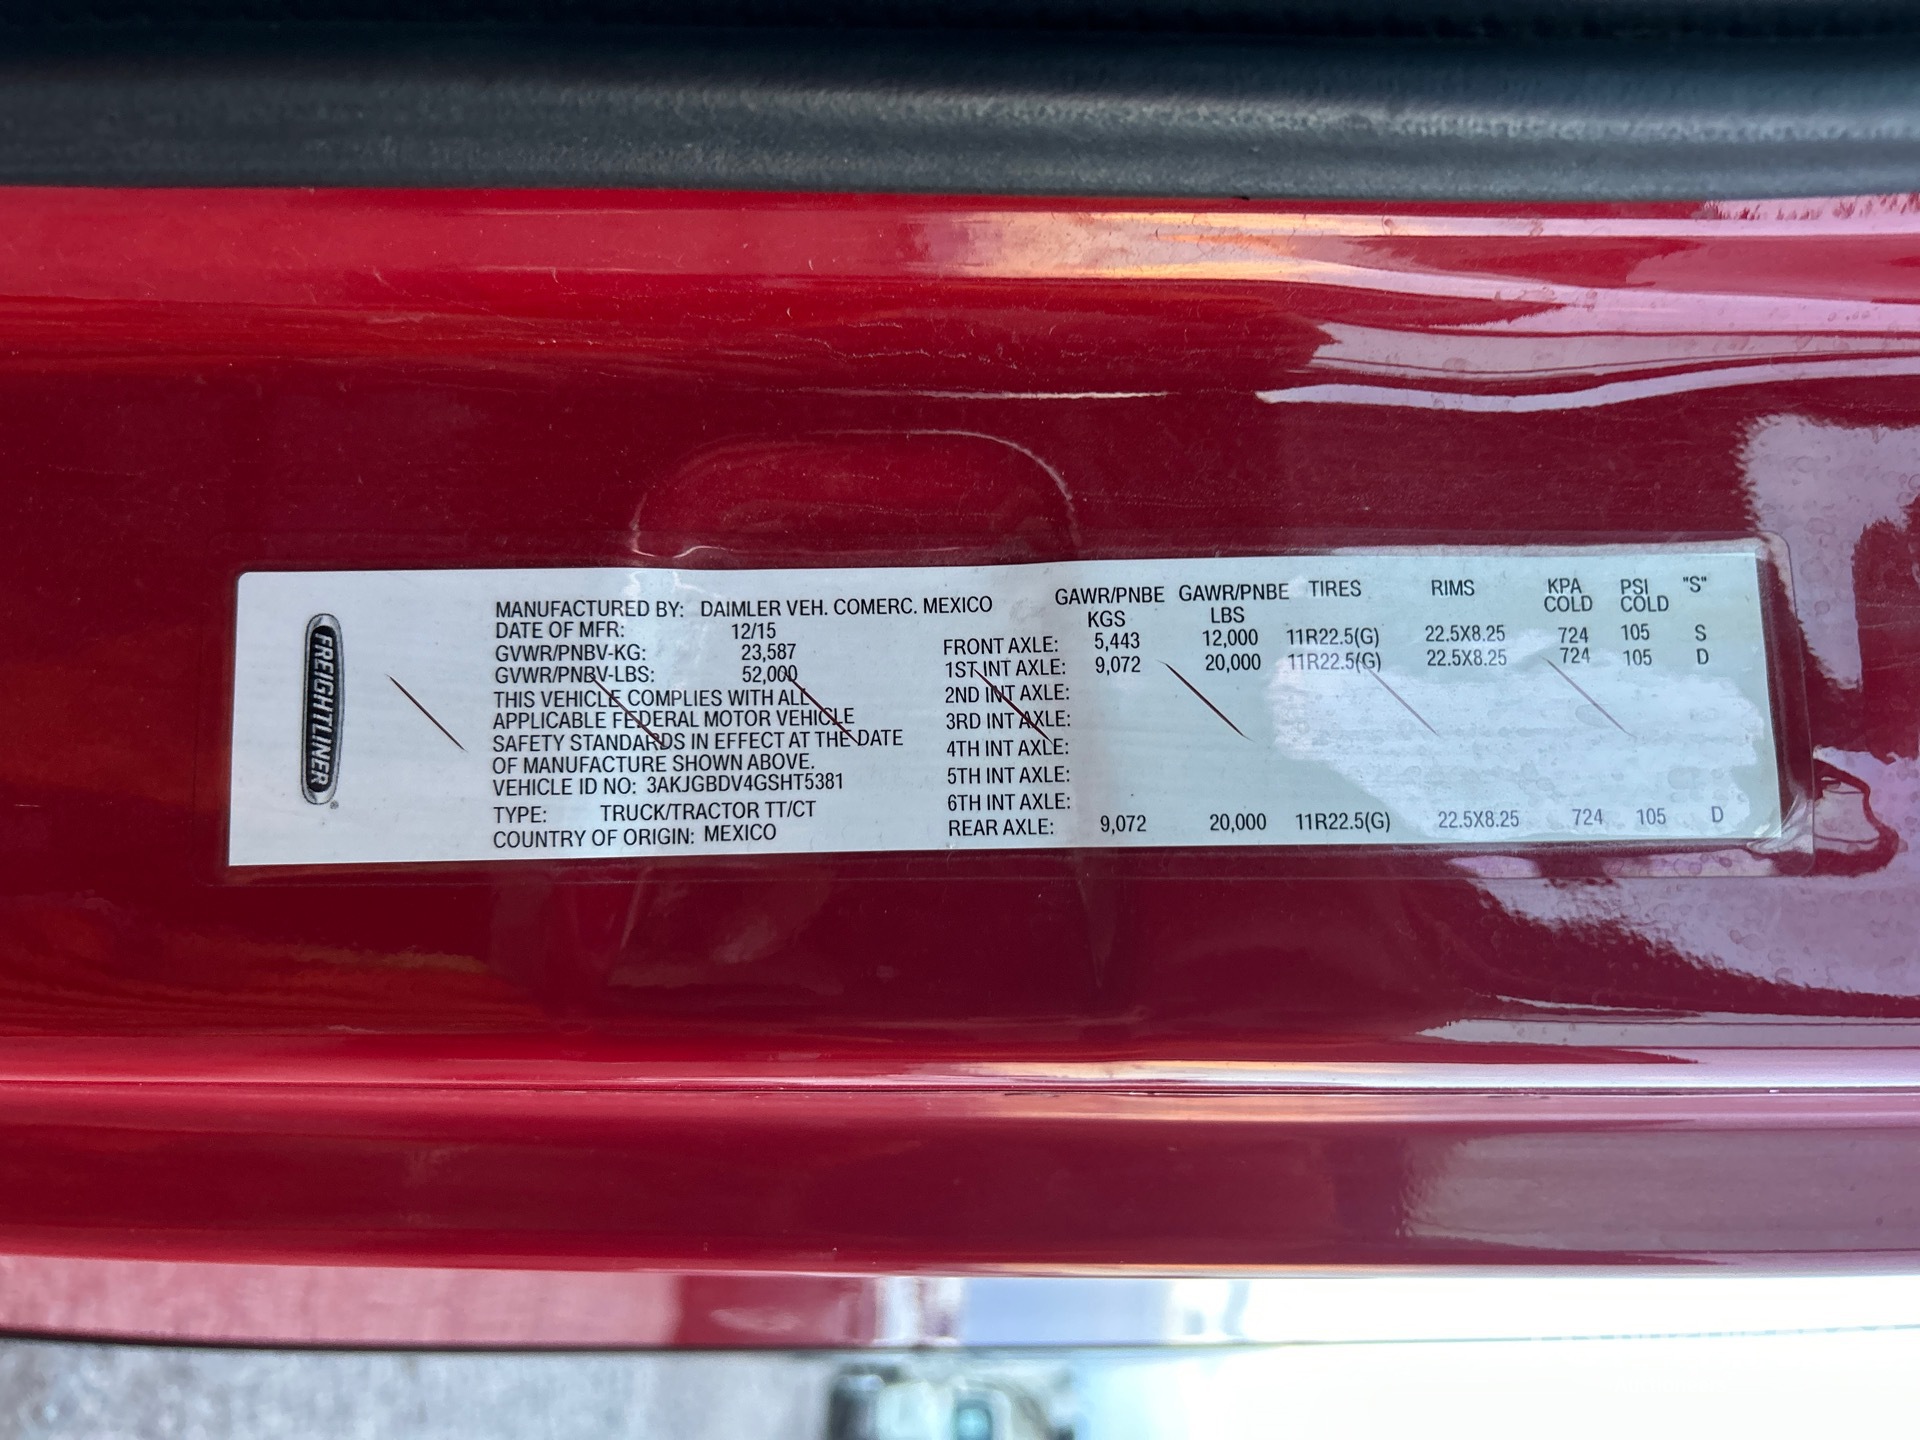 FREIGHTLINER®
MANUFACTURED BY: DAIMLER VEH. COMERC. MEXICO
DATE OF MFR: 12/15
GVWR/PNBV-KG: 23,587
GVWR/PNBV-LBS: 52,000
THIS VEHICLE COMPLIES WITH ALL
APPLICABLE FEDERAL MOTOR VEHICLE
SAFETY STANDARDS IN EFFECT AT THE DATE
OF MANUFACTURE SHOWN ABOVE.
VEHICLE ID NO: 3AKJGBDV4GSHT5381
TYPE: TRUCK/TRACTOR TT/CT
COUNTRY OF ORIGIN: MEXICO
GAWR/PNBE GAWR/PNBE TIRES RIMS KPA PSI "S"
KGS LBS COLD COLD
FRONT AXLE: 5,443 12,000 11R22.5(G) 22.5X8.25 724 105 S
1ST INT AXLE: 9,072 20,000 11R22.5(G) 22.5X8.25 724 105 D
2ND INT AXLE:
3RD INT AXLE:
4TH INT AXLE:
5TH INT AXLE:
6TH INT AXLE:
REAR AXLE: 9,072 20,000 11R22.5(G) 22.5X8.25 724 105 D